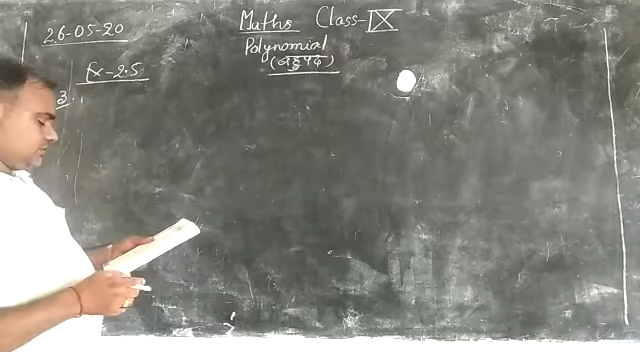 26-05-20
Maths Class-IX
Polynomial
(बहुपद)
Ex-2.5
3